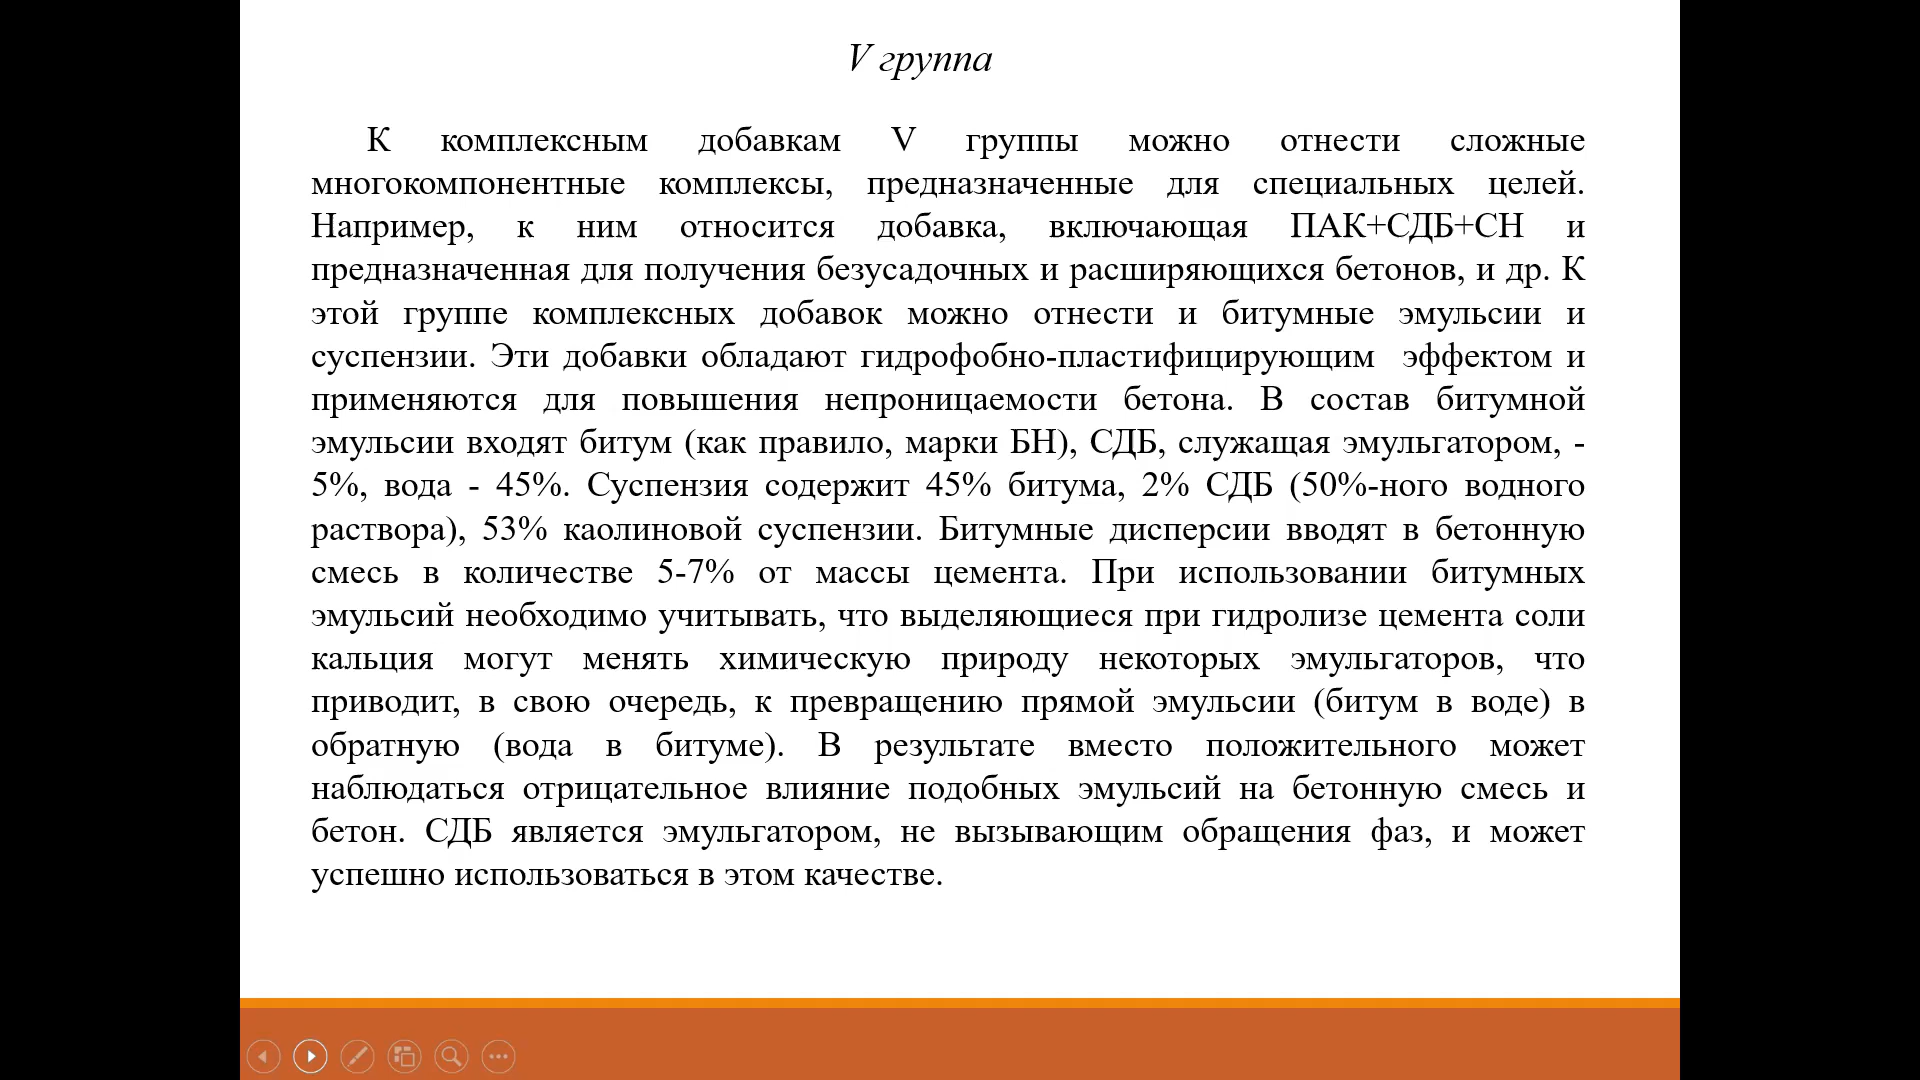 V группа
К комплексным добавкам V группы можно отнести сложные
многокомпонентные комплексы, предназначенные для специальных целей.
Например, к ним относится добавка, включающая ПАК+СДБ+СН и
предназначенная для получения безусадочных и расширяющихся бетонов, и др. К
этой группе комплексных добавок можно отнести и битумные эмульсии и
суспензии. Эти добавки обладают гидрофобно-пластифицирующим эффектом и
применяются для повышения непроницаемости бетона. В состав битумной
эмульсии входят битум (как правило, марки БН), СДБ, служащая эмульгатором, -
5%, вода - 45%. Суспензия содержит 45% битума, 2% СДБ (50%-ного водного
раствора), 53% каолиновой суспензии. Битумные дисперсии вводят в бетонную
смесь в количестве 5-7% от массы цемента. При использовании битумных
эмульсий необходимо учитывать, что выделяющиеся при гидролизе цемента соли
кальция могут менять химическую природу некоторых эмульгаторов, что
приводит, в свою очередь, к превращению прямой эмульсии (битум в воде) в
обратную (вода в битуме). В результате вместо положительного может
наблюдаться отрицательное влияние подобных эмульсий на бетонную смесь и
бетон. СДБ является эмульгатором, не вызывающим обращения фаз, и может
успешно использоваться в этом качестве.